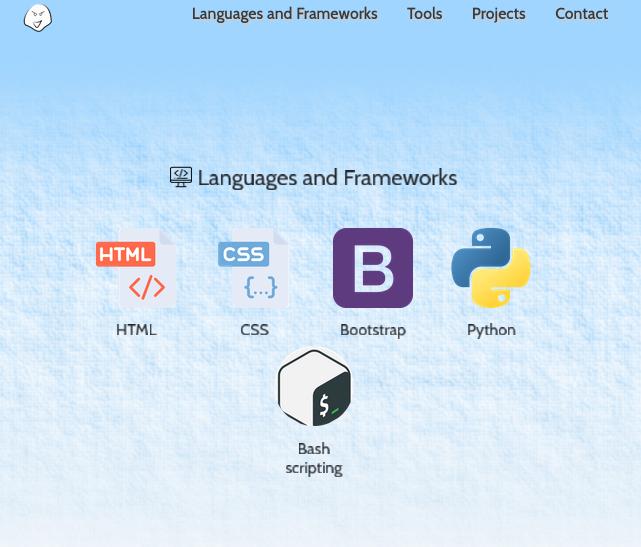 Languages and Frameworks Tools Projects Contact
Languages and Frameworks
HTML CSS B
</>  {...}
HTML CSS Bootstrap Python
$_
Bash
scripting